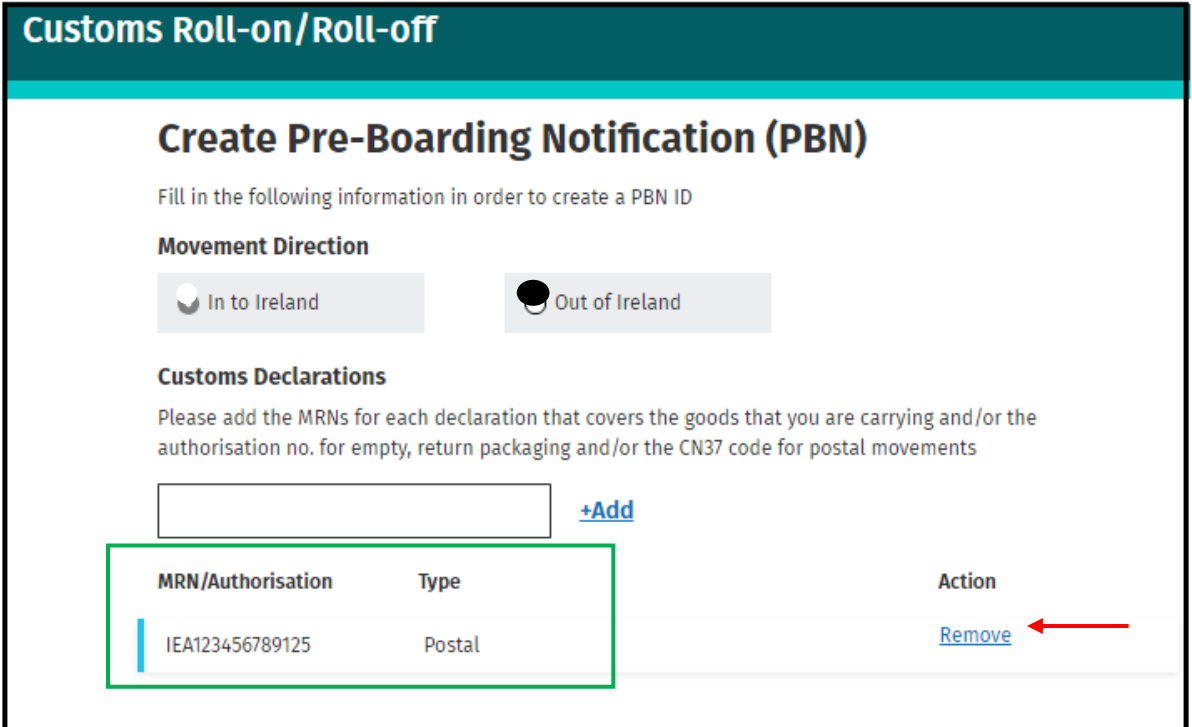 Customs Roll-on/Roll-off
Create Pre-Boarding Notification (PBN)
Fill in the following information in order to create a PBN ID
Movement Direction
In to Ireland
Out of Ireland
Customs Declarations
Please add the MRNs for each declaration that covers the goods that you are carrying and/or the
authorisation no. for empty, return packaging and/or the CN37 code for postal movements
+Add
MRN/Authorisation Type Action
IEA123456789125 Postal Remove